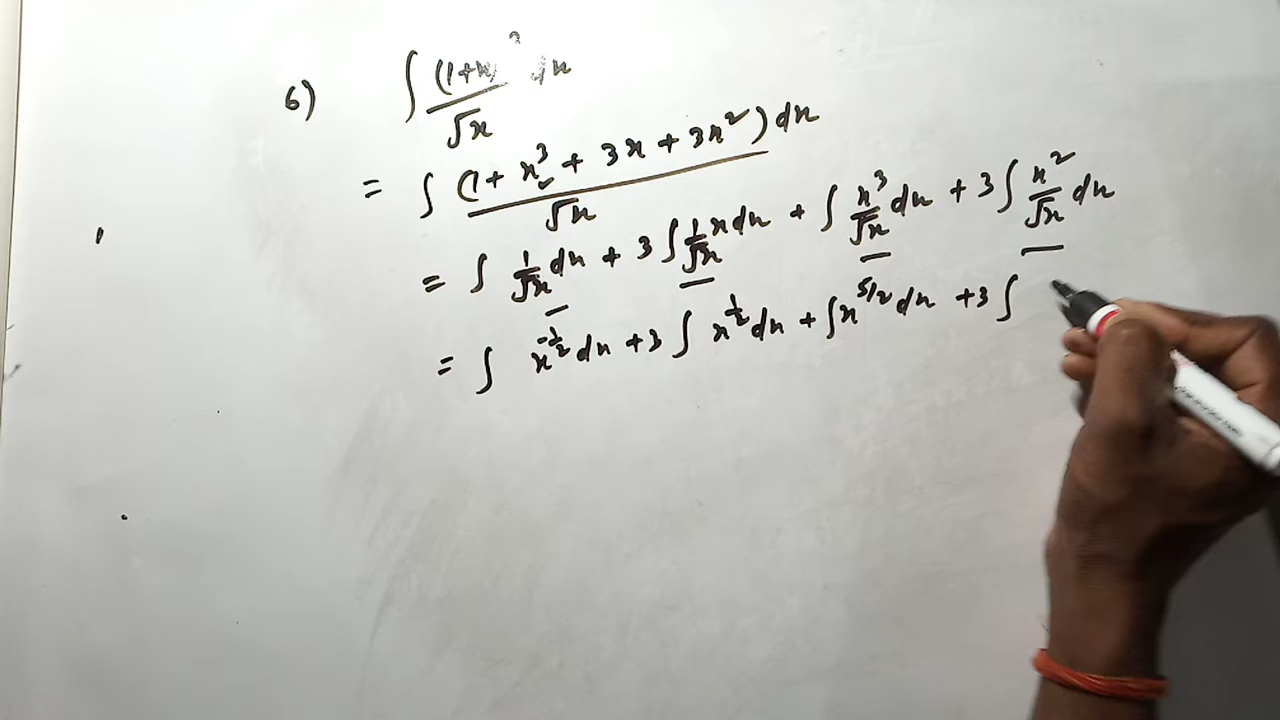 6) ∫ (1+x)³/√x dx
= ∫ (1 + x³ + 3x + 3x²)/√x dx
= ∫ 1/√x dx + 3 ∫ 1/√x x dx + ∫ x³/√x dx + 3 ∫ x²/√x dx
= ∫ x^(-1/2) dx + 3 ∫ x^(1/2) dx + ∫ x^(5/2) dx + 3 ∫